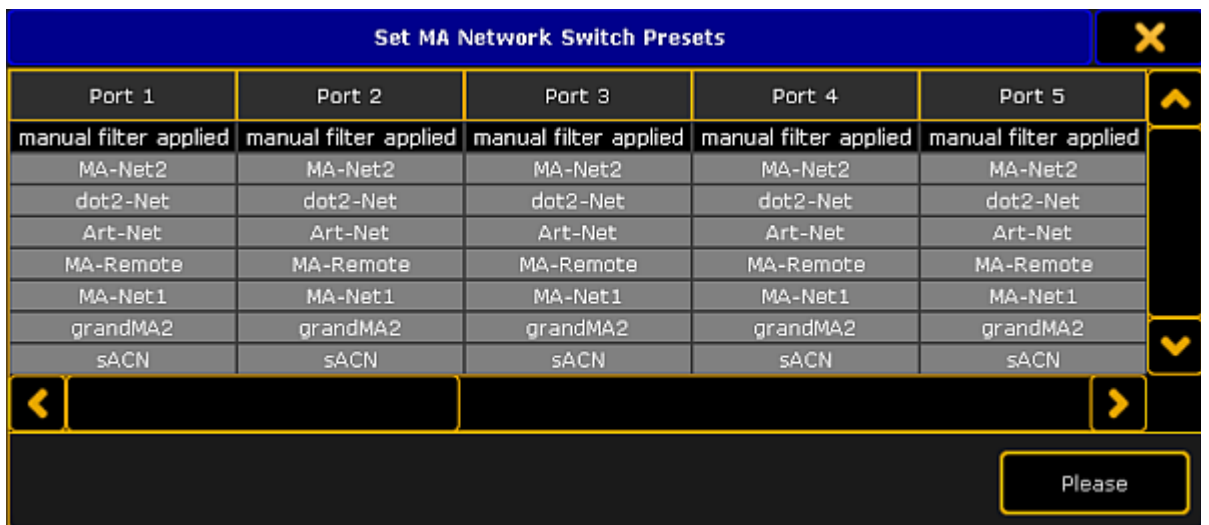 Set MA Network Switch Presets
Port 1 Port 2 Port 3 Port 4 Port 5
manual filter applied manual filter applied manual filter applied manual filter applied manual filter applied
MA-Net2 MA-Net2 MA-Net2 MA-Net2 MA-Net2
dot2-Net dot2-Net dot2-Net dot2-Net dot2-Net
Art-Net Art-Net Art-Net Art-Net Art-Net
MA-Remote MA-Remote MA-Remote MA-Remote MA-Remote
MA-Net1 MA-Net1 MA-Net1 MA-Net1 MA-Net1
grandMA2 grandMA2 grandMA2 grandMA2 grandMA2
sACN sACN sACN sACN sACN
Please